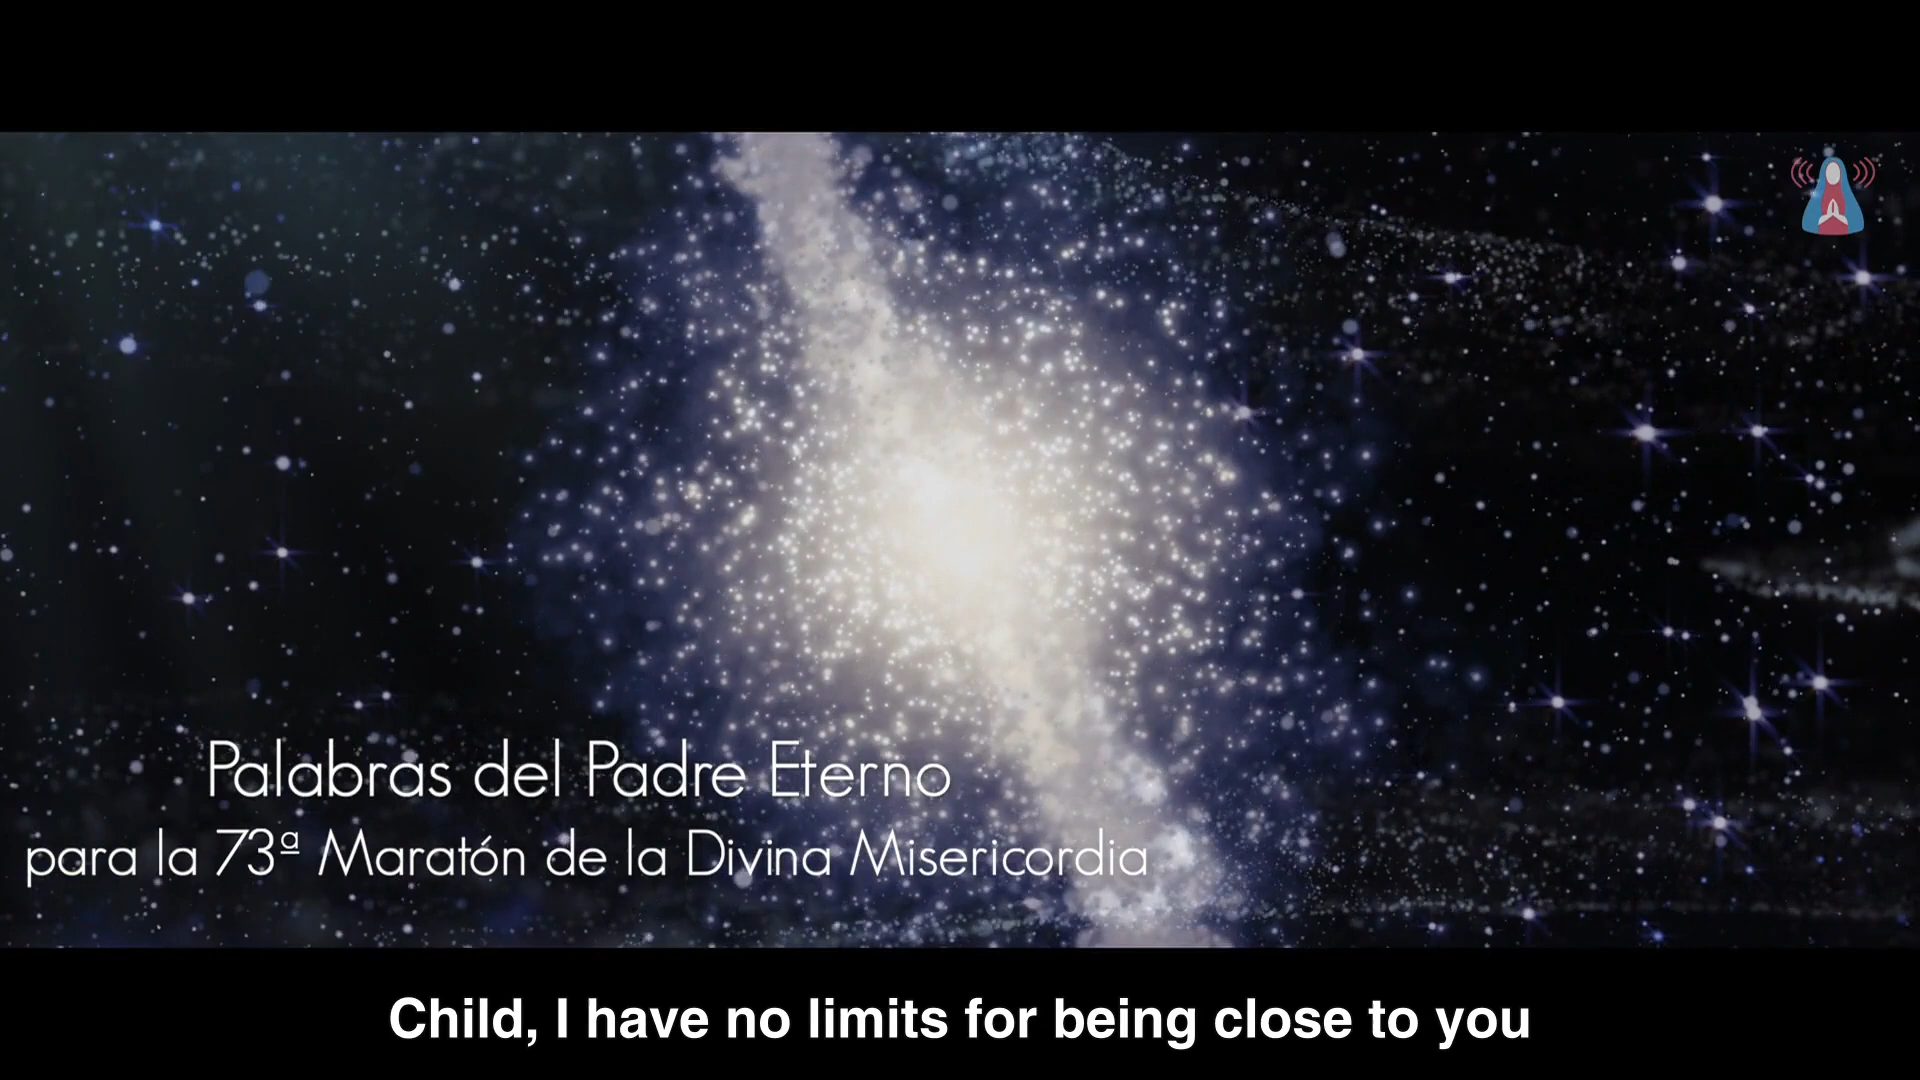 Palabras del Padre Eterno
para la 73ª Maratón de la Divina Misericordia
Child, I have no limits for being close to you